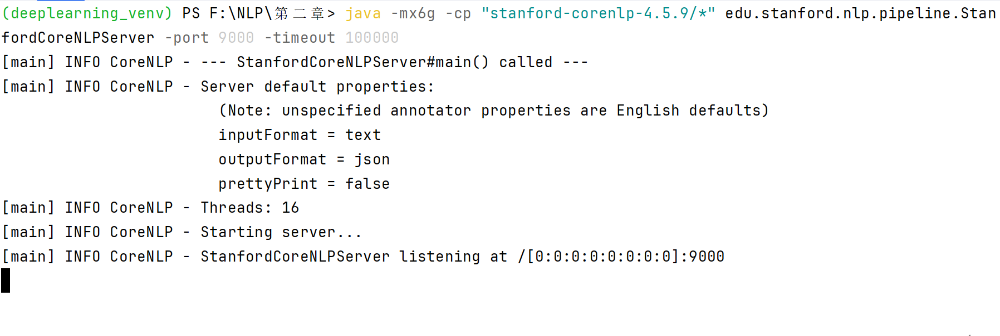 (deeplearning_venv) PS F:\NLP\第二章> java -mx6g -cp "stanford-corenlp-4.5.9/*" edu.stanford.nlp.pipeline.Stan
fordCoreNLPServer -port 9000 -timeout 100000
[main] INFO CoreNLP - --- StanfordCoreNLPServer#main() called ---
[main] INFO CoreNLP - Server default properties:
(Note: unspecified annotator properties are English defaults)
inputFormat = text
outputFormat = json
prettyPrint = false
[main] INFO CoreNLP - Threads: 16
[main] INFO CoreNLP - Starting server...
[main] INFO CoreNLP - StanfordCoreNLPServer listening at /[0:0:0:0:0:0:0:0]:9000